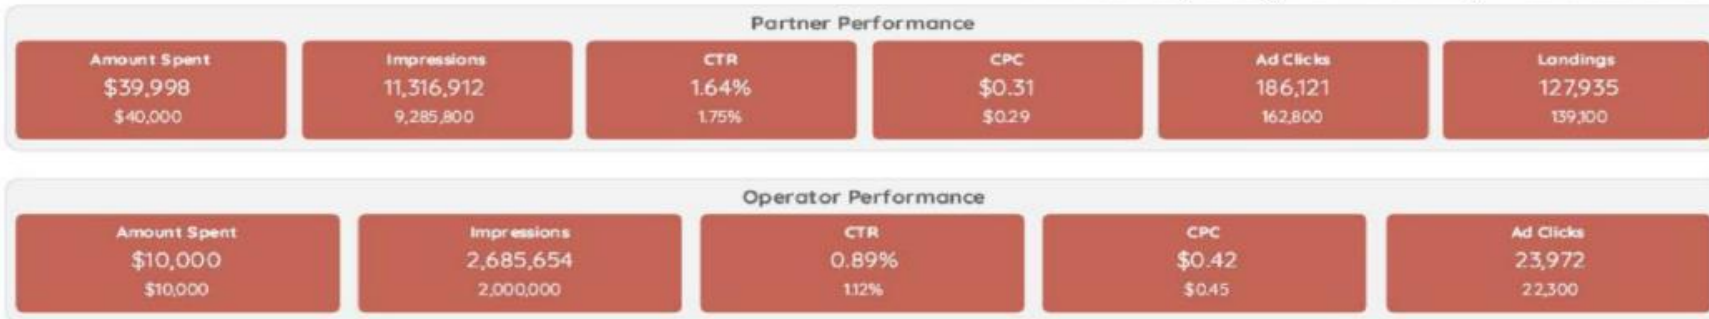 Partner Performance
Amount Spent
$39,998
$40,000
Impressions
11,316,912
9,285,800
CTR
1.64%
1.75%
CPC
$0.31
$0.29
Ad Clicks
186,121
162,800
Landings
127,935
139,100
Operator Performance
Amount Spent
$10,000
$10,000
Impressions
2,685,654
2,000,000
CTR
0.89%
1.12%
CPC
$0.42
$0.45
Ad Clicks
23,972
22,300